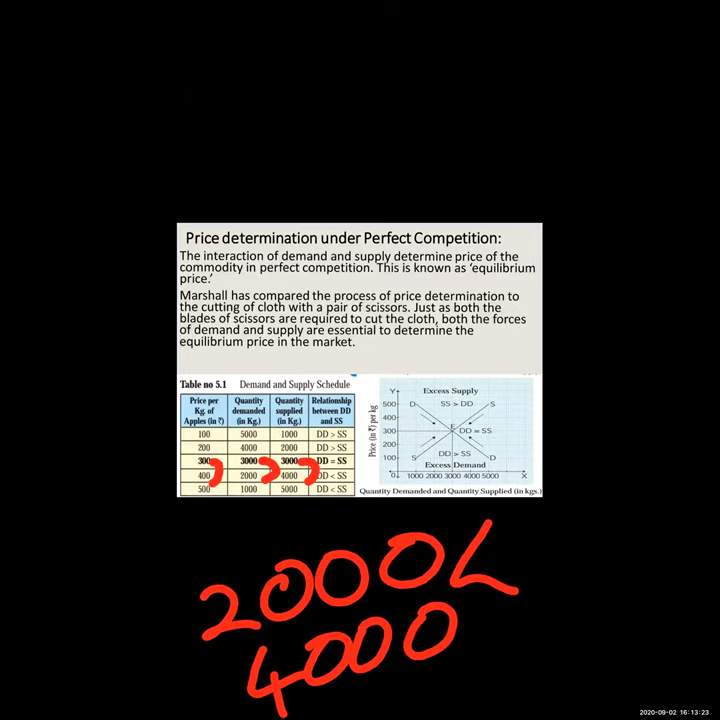 Price determination under Perfect Competition:
The interaction of demand and supply determine price of the
commodity in perfect competition. This is known as ‘equilibrium
price.’
Marshall has compared the process of price determination to
the cutting of cloth with a pair of scissors. Just as both the
blades of scissors are required to cut the cloth, both the forces
of demand and supply are essential to determine the
equilibrium price in the market.
Table no 5.1 Demand and Supply Schedule
Price per Kg. of Apples (in ₹) Quantity demanded (in Kg.) Quantity supplied (in Kg.) Relationship between DD and SS
100 5000 1000 DD > SS
200 4000 2000 DD > SS
300 3000 3000 DD = SS
400 2000 4000 DD < SS
500 1000 5000 DD < SS
Y Excess Supply
500 D SS > DD S
400
300 E DD = SS
200 DD > SS
100 S D
Excess Demand
0 1000 2000 3000 4000 5000 X
Price (in ₹) per kg
Quantity Demanded and Quantity Supplied (in kgs.)
2000 <
4000
2020-09-02 16:13:23